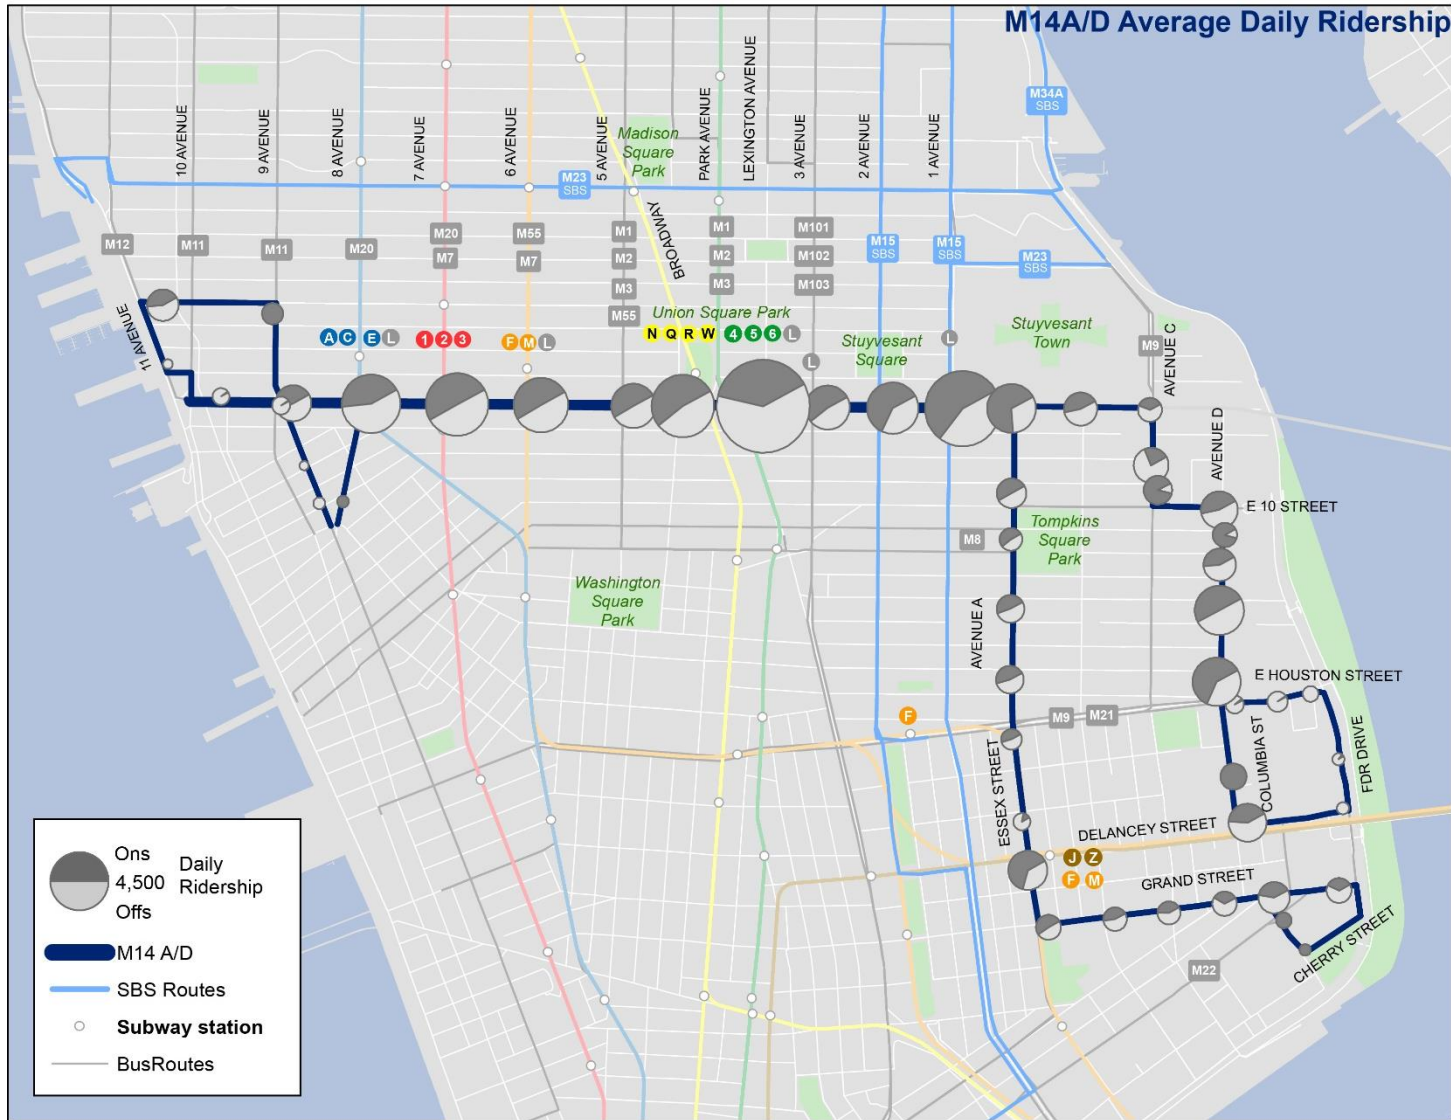 M14A/D Average Daily Ridership
10 AVENUE
9 AVENUE
8 AVENUE
7 AVENUE
6 AVENUE
5 AVENUE
Madison
Square
Park
PARK AVENUE
LEXINGTON AVENUE
3 AVENUE
2 AVENUE
1 AVENUE
M34A
SBS
M23
SBS
BROADWAY
M12
M11
M11
M20
M20
M7
M55
M7
M1
M2
M3
M55
M1
M2
M3
M101
M102
M103
M15
SBS
M15
SBS
M23
SBS
11 AVENUE
A C E L
1 2 3
F M L
Union Square Park
N Q R W 4 5 6 L
L
Stuyvesant
Square
L
Stuyvesant
Town
M9
AVENUE C
AVENUE D
E 10 STREET
M8
Tompkins
Square
Park
Washington
Square
Park
AVENUE A
E HOUSTON STREET
F
M9
M21
ESSEX STREET
COLUMBIA ST
FDR DRIVE
DELANCEY STREET
J Z
F M
GRAND STREET
CHERRY STREET
M22
Ons
4,500
Offs
Daily
Ridership
M14 A/D
SBS Routes
Subway station
BusRoutes